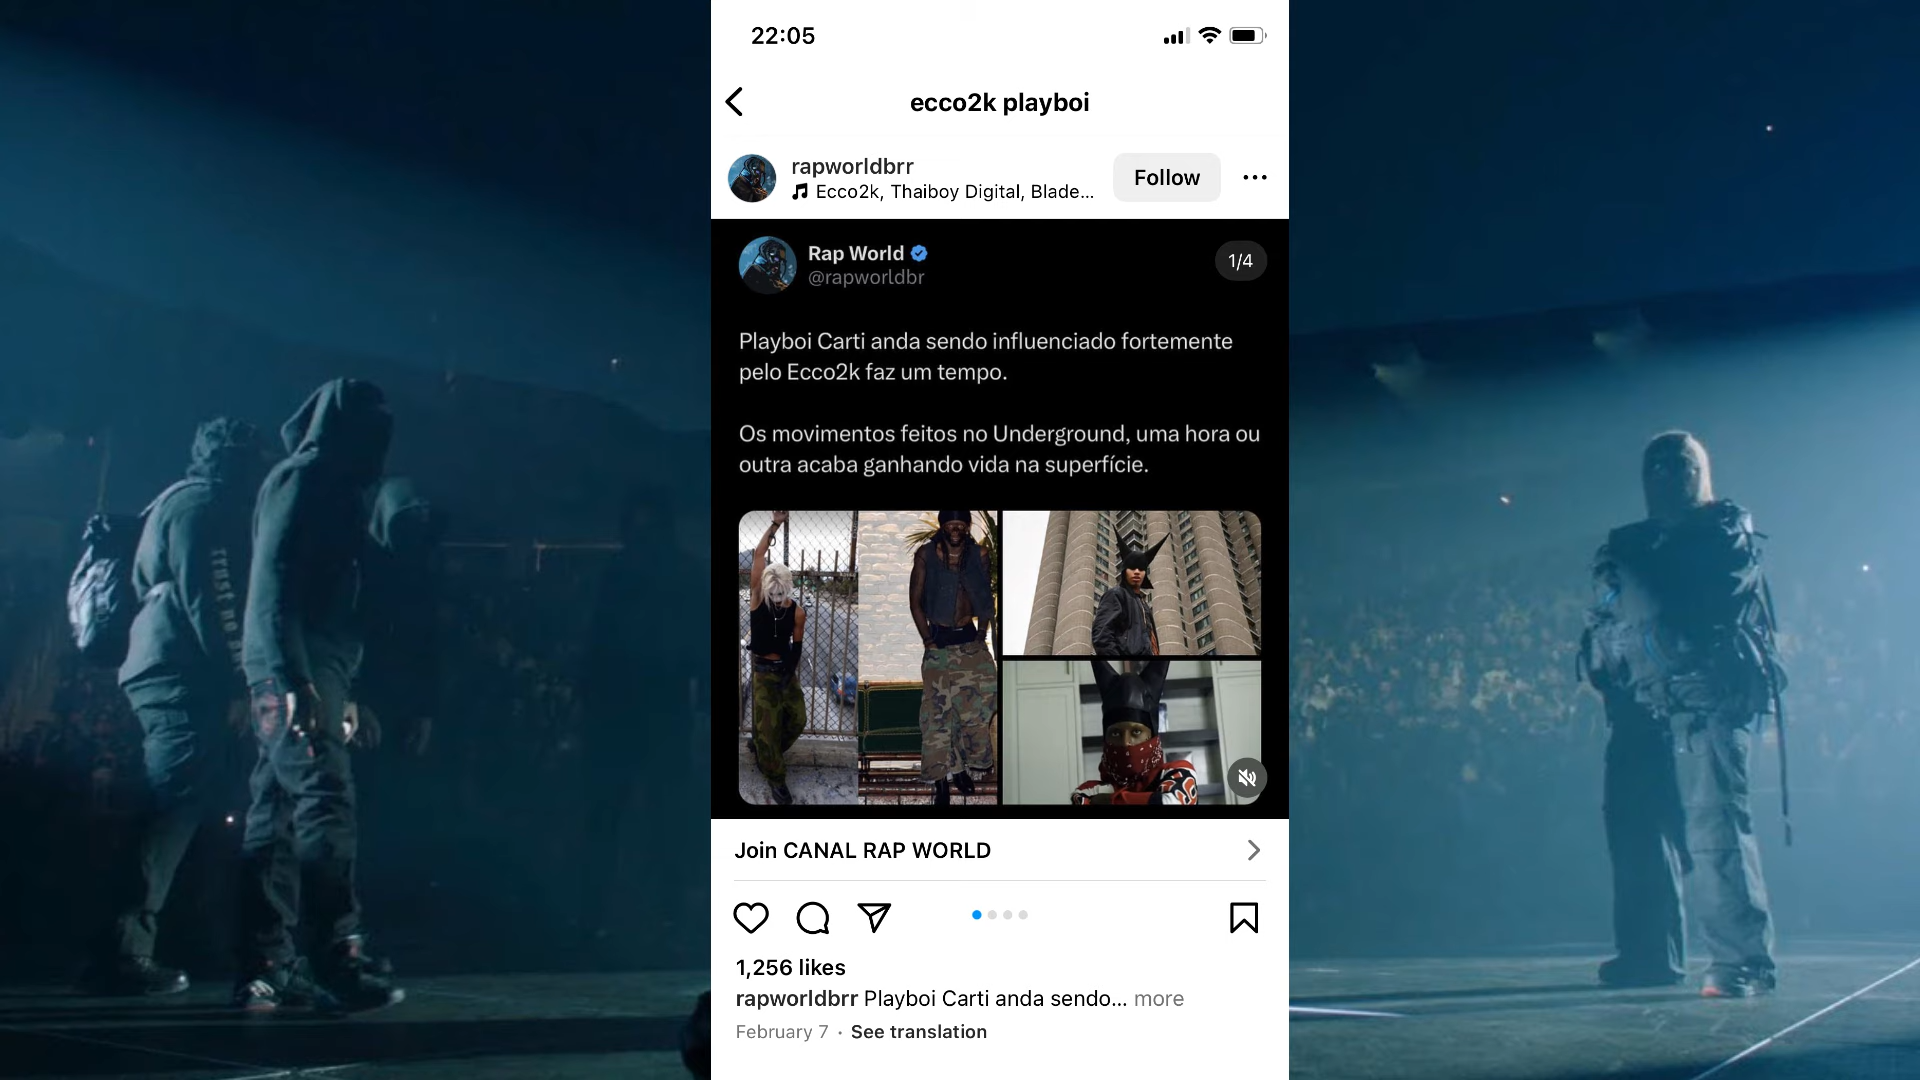 22:05
ecco2k playboi
rapworldbrr
Ecco2k, Thaiboy Digital, Blade...
Follow
Rap World
@rapworldbr
1/4
Playboi Carti anda sendo influenciado fortemente
pelo Ecco2k faz um tempo.
Os movimentos feitos no Underground, uma hora ou
outra acaba ganhando vida na superfície.
Join CANAL RAP WORLD
1,256 likes
rapworldbrr Playboi Carti anda sendo... more
February 7 · See translation
trust no